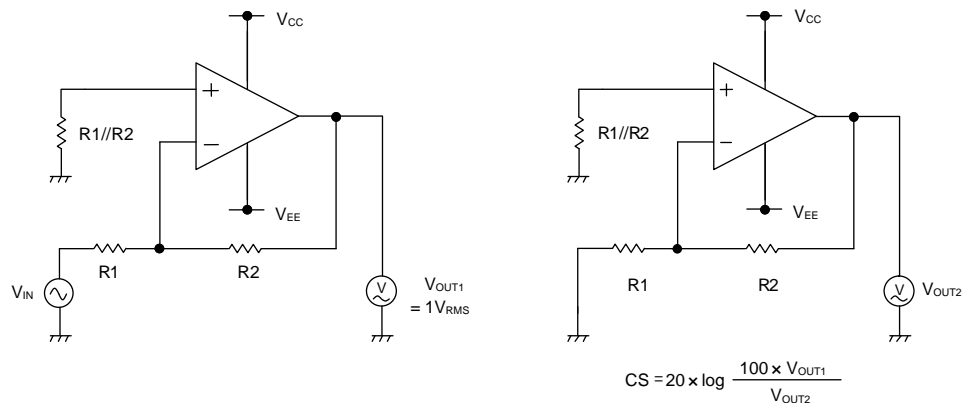 VCC
+
R1//R2
−
VEE
R1
R2
VIN
V
VOUT1
= 1VRMS
VCC
+
R1//R2
−
VEE
R1
R2
V
VOUT2
CS = 20 × log 100 × VOUT1 / VOUT2